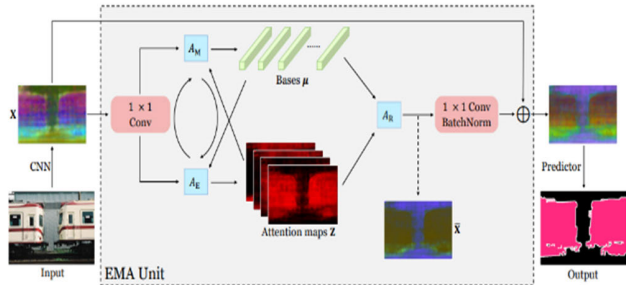 X
CNN
Input
1 × 1
Conv
A_M
A_E
Bases μ
Attention maps Z
A_R
1 × 1 Conv
BatchNorm
X̃
EMA Unit
Predictor
Output